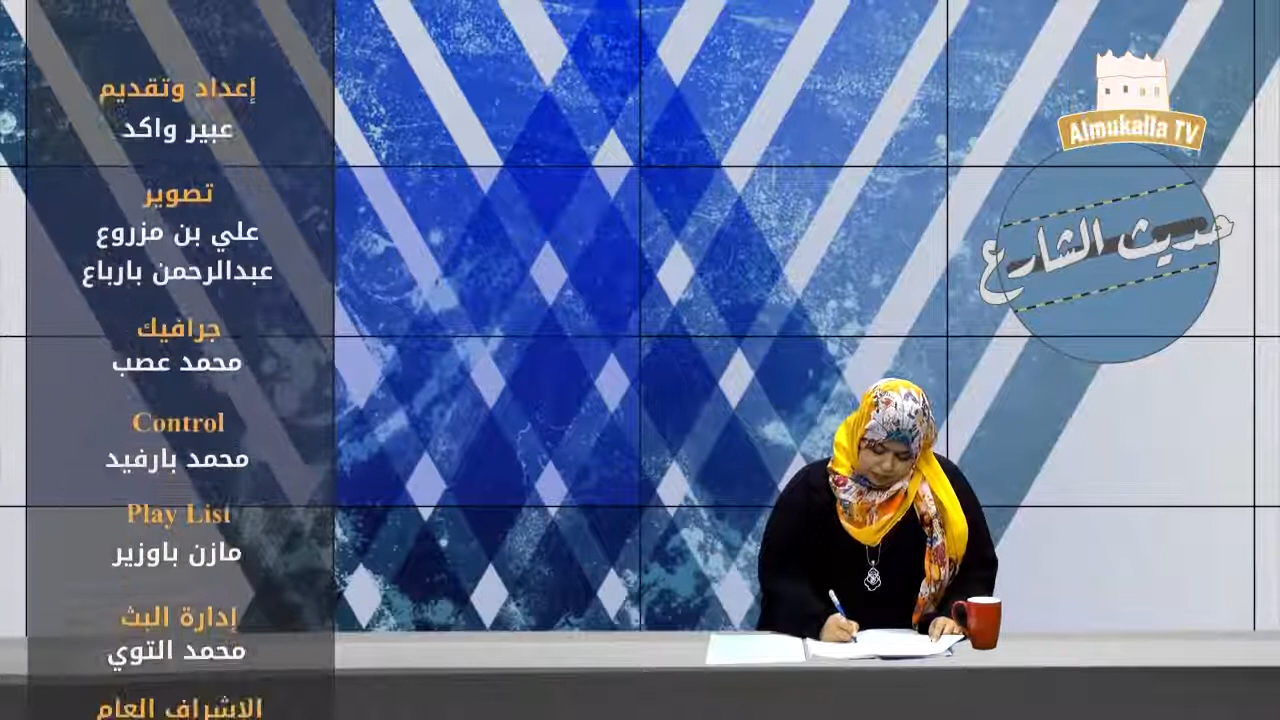 إعداد وتقديم
عبير واكد
تصوير
علي بن مزروع
عبدالرحمن بارباع
جرافيك
محمد عصب
Control
محمد بارفيد
Play List
مازن باوزير
إدارة البث
محمد التوي
الاشراف العام
Almukalla TV
حديث الشارع